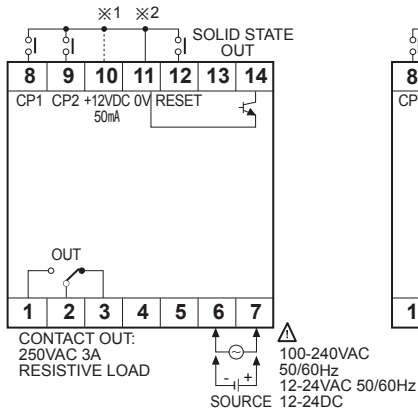 ※1 ※2
SOLID STATE
OUT
8 9 10 11 12 13 14
CP1 CP2 +12VDC 0V RESET
50mA
OUT
1 2 3 4 5 6 7
CONTACT OUT:
250VAC 3A
RESISTIVE LOAD
- +
SOURCE
100-240VAC
50/60Hz
12-24VAC 50/60Hz
12-24DC
8
CP
1